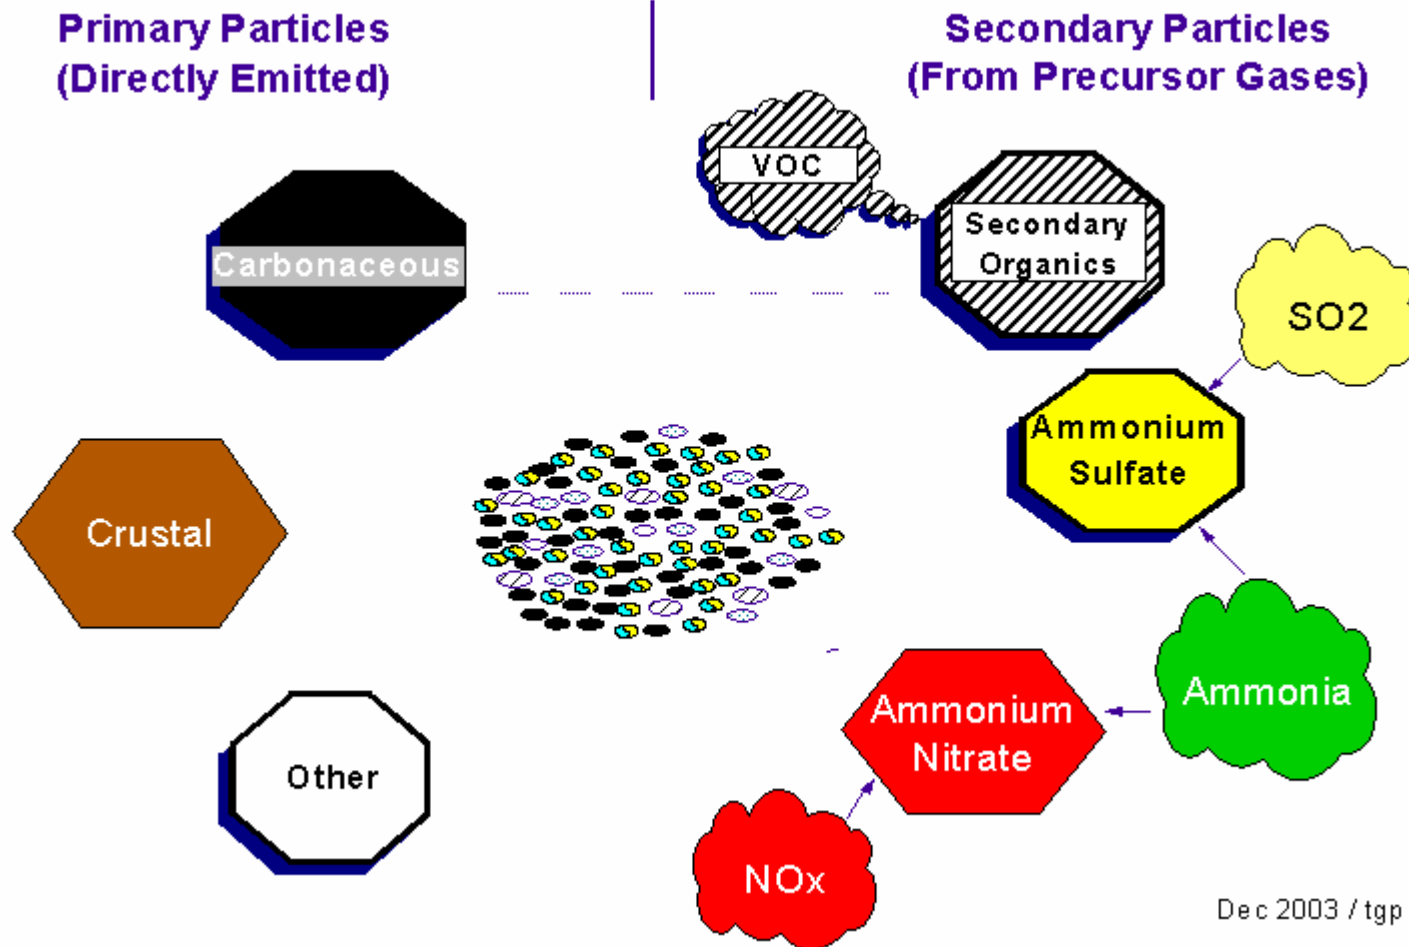 Primary Particles
(Directly Emitted)
Secondary Particles
(From Precursor Gases)
VOC
Secondary
Organics
Carbonaceous
SO2
Ammonium
Sulfate
Crustal
Ammonia
Ammonium
Nitrate
Other
NOx
Dec 2003 / tgp